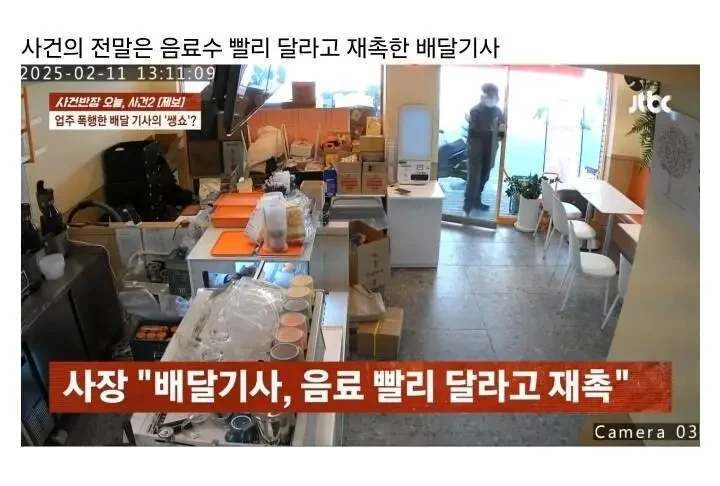 사건의 전말은 음료수 빨리 달라고 재촉한 배달기사
2025-02-11 13:11:09
사건반장 오늘, 사건2 [제보]
업주 폭행한 배달 기사의 '쌩쇼'?
jtbc
사장 "배달기사, 음료 빨리 달라고 재촉"
Camera 03